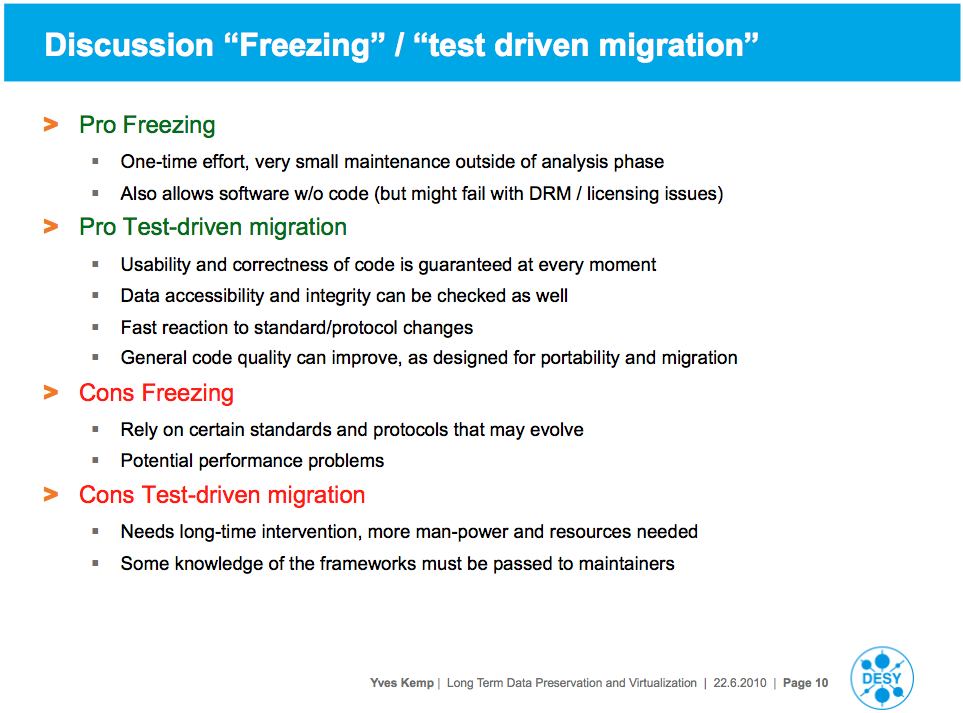 Discussion “Freezing” / “test driven migration”
> Pro Freezing
▪ One-time effort, very small maintenance outside of analysis phase
▪ Also allows software w/o code (but might fail with DRM / licensing issues)
> Pro Test-driven migration
▪ Usability and correctness of code is guaranteed at every moment
▪ Data accessibility and integrity can be checked as well
▪ Fast reaction to standard/protocol changes
▪ General code quality can improve, as designed for portability and migration
> Cons Freezing
▪ Rely on certain standards and protocols that may evolve
▪ Potential performance problems
> Cons Test-driven migration
▪ Needs long-time intervention, more man-power and resources needed
▪ Some knowledge of the frameworks must be passed to maintainers
Yves Kemp | Long Term Data Preservation and Virtualization | 22.6.2010 | Page 10
DESY